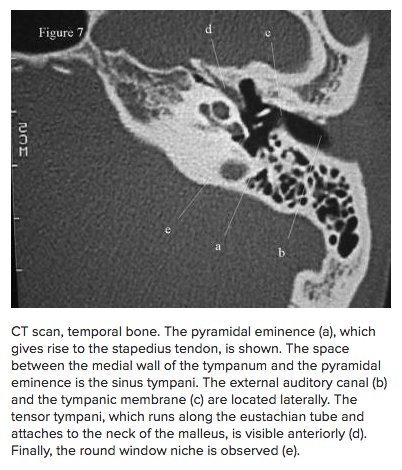 Figure 7
d
c
2CM
e
a
b
CT scan, temporal bone. The pyramidal eminence (a), which
gives rise to the stapedius tendon, is shown. The space
between the medial wall of the tympanum and the pyramidal
eminence is the sinus tympani. The external auditory canal (b)
and the tympanic membrane (c) are located laterally. The
tensor tympani, which runs along the eustachian tube and
attaches to the neck of the malleus, is visible anteriorly (d).
Finally, the round window niche is observed (e).